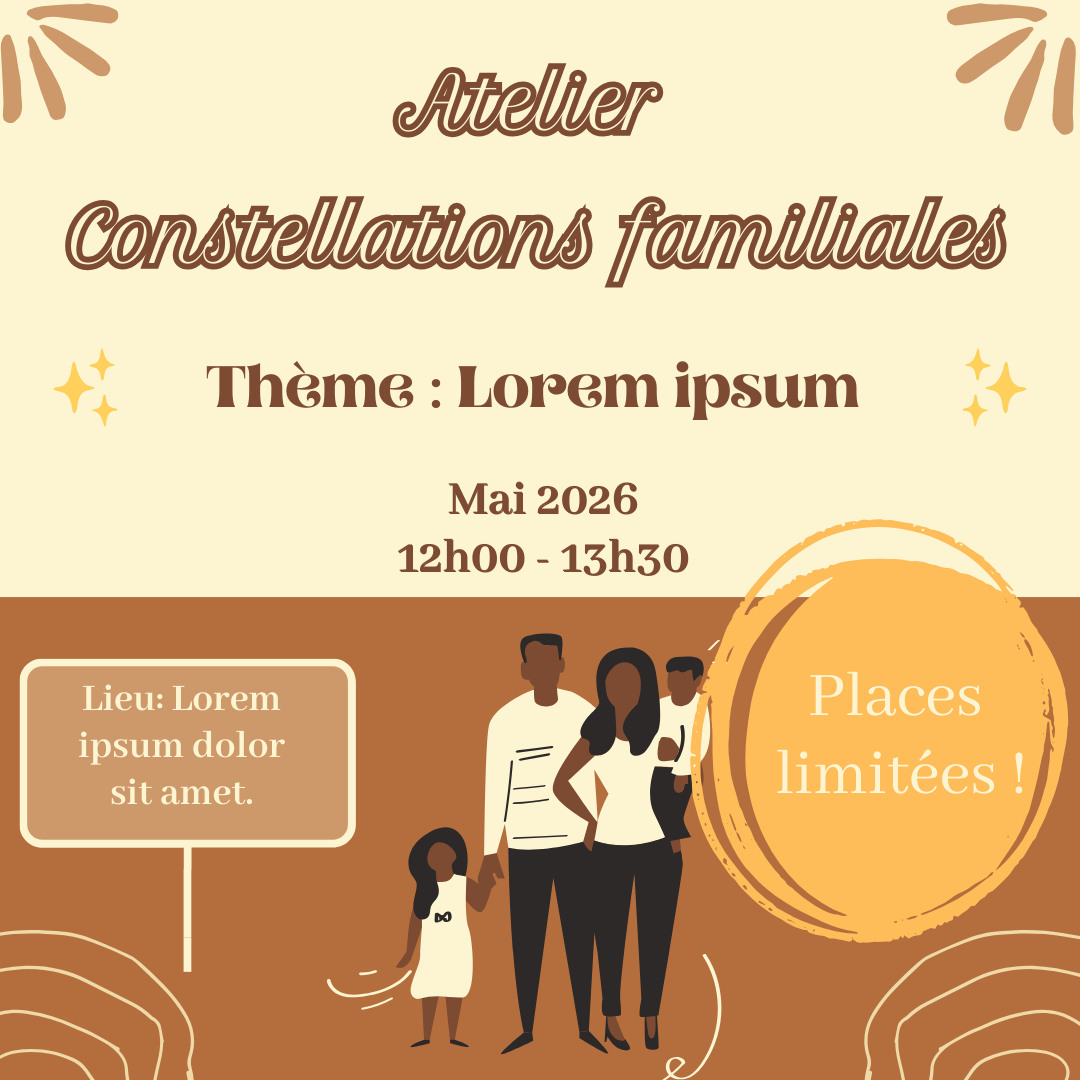 Atelier
Constellations familiales
Thème : Lorem ipsum
Mai 2026
12h00 - 13h30
Lieu: Lorem
ipsum dolor
sit amet.
Places
limitées !